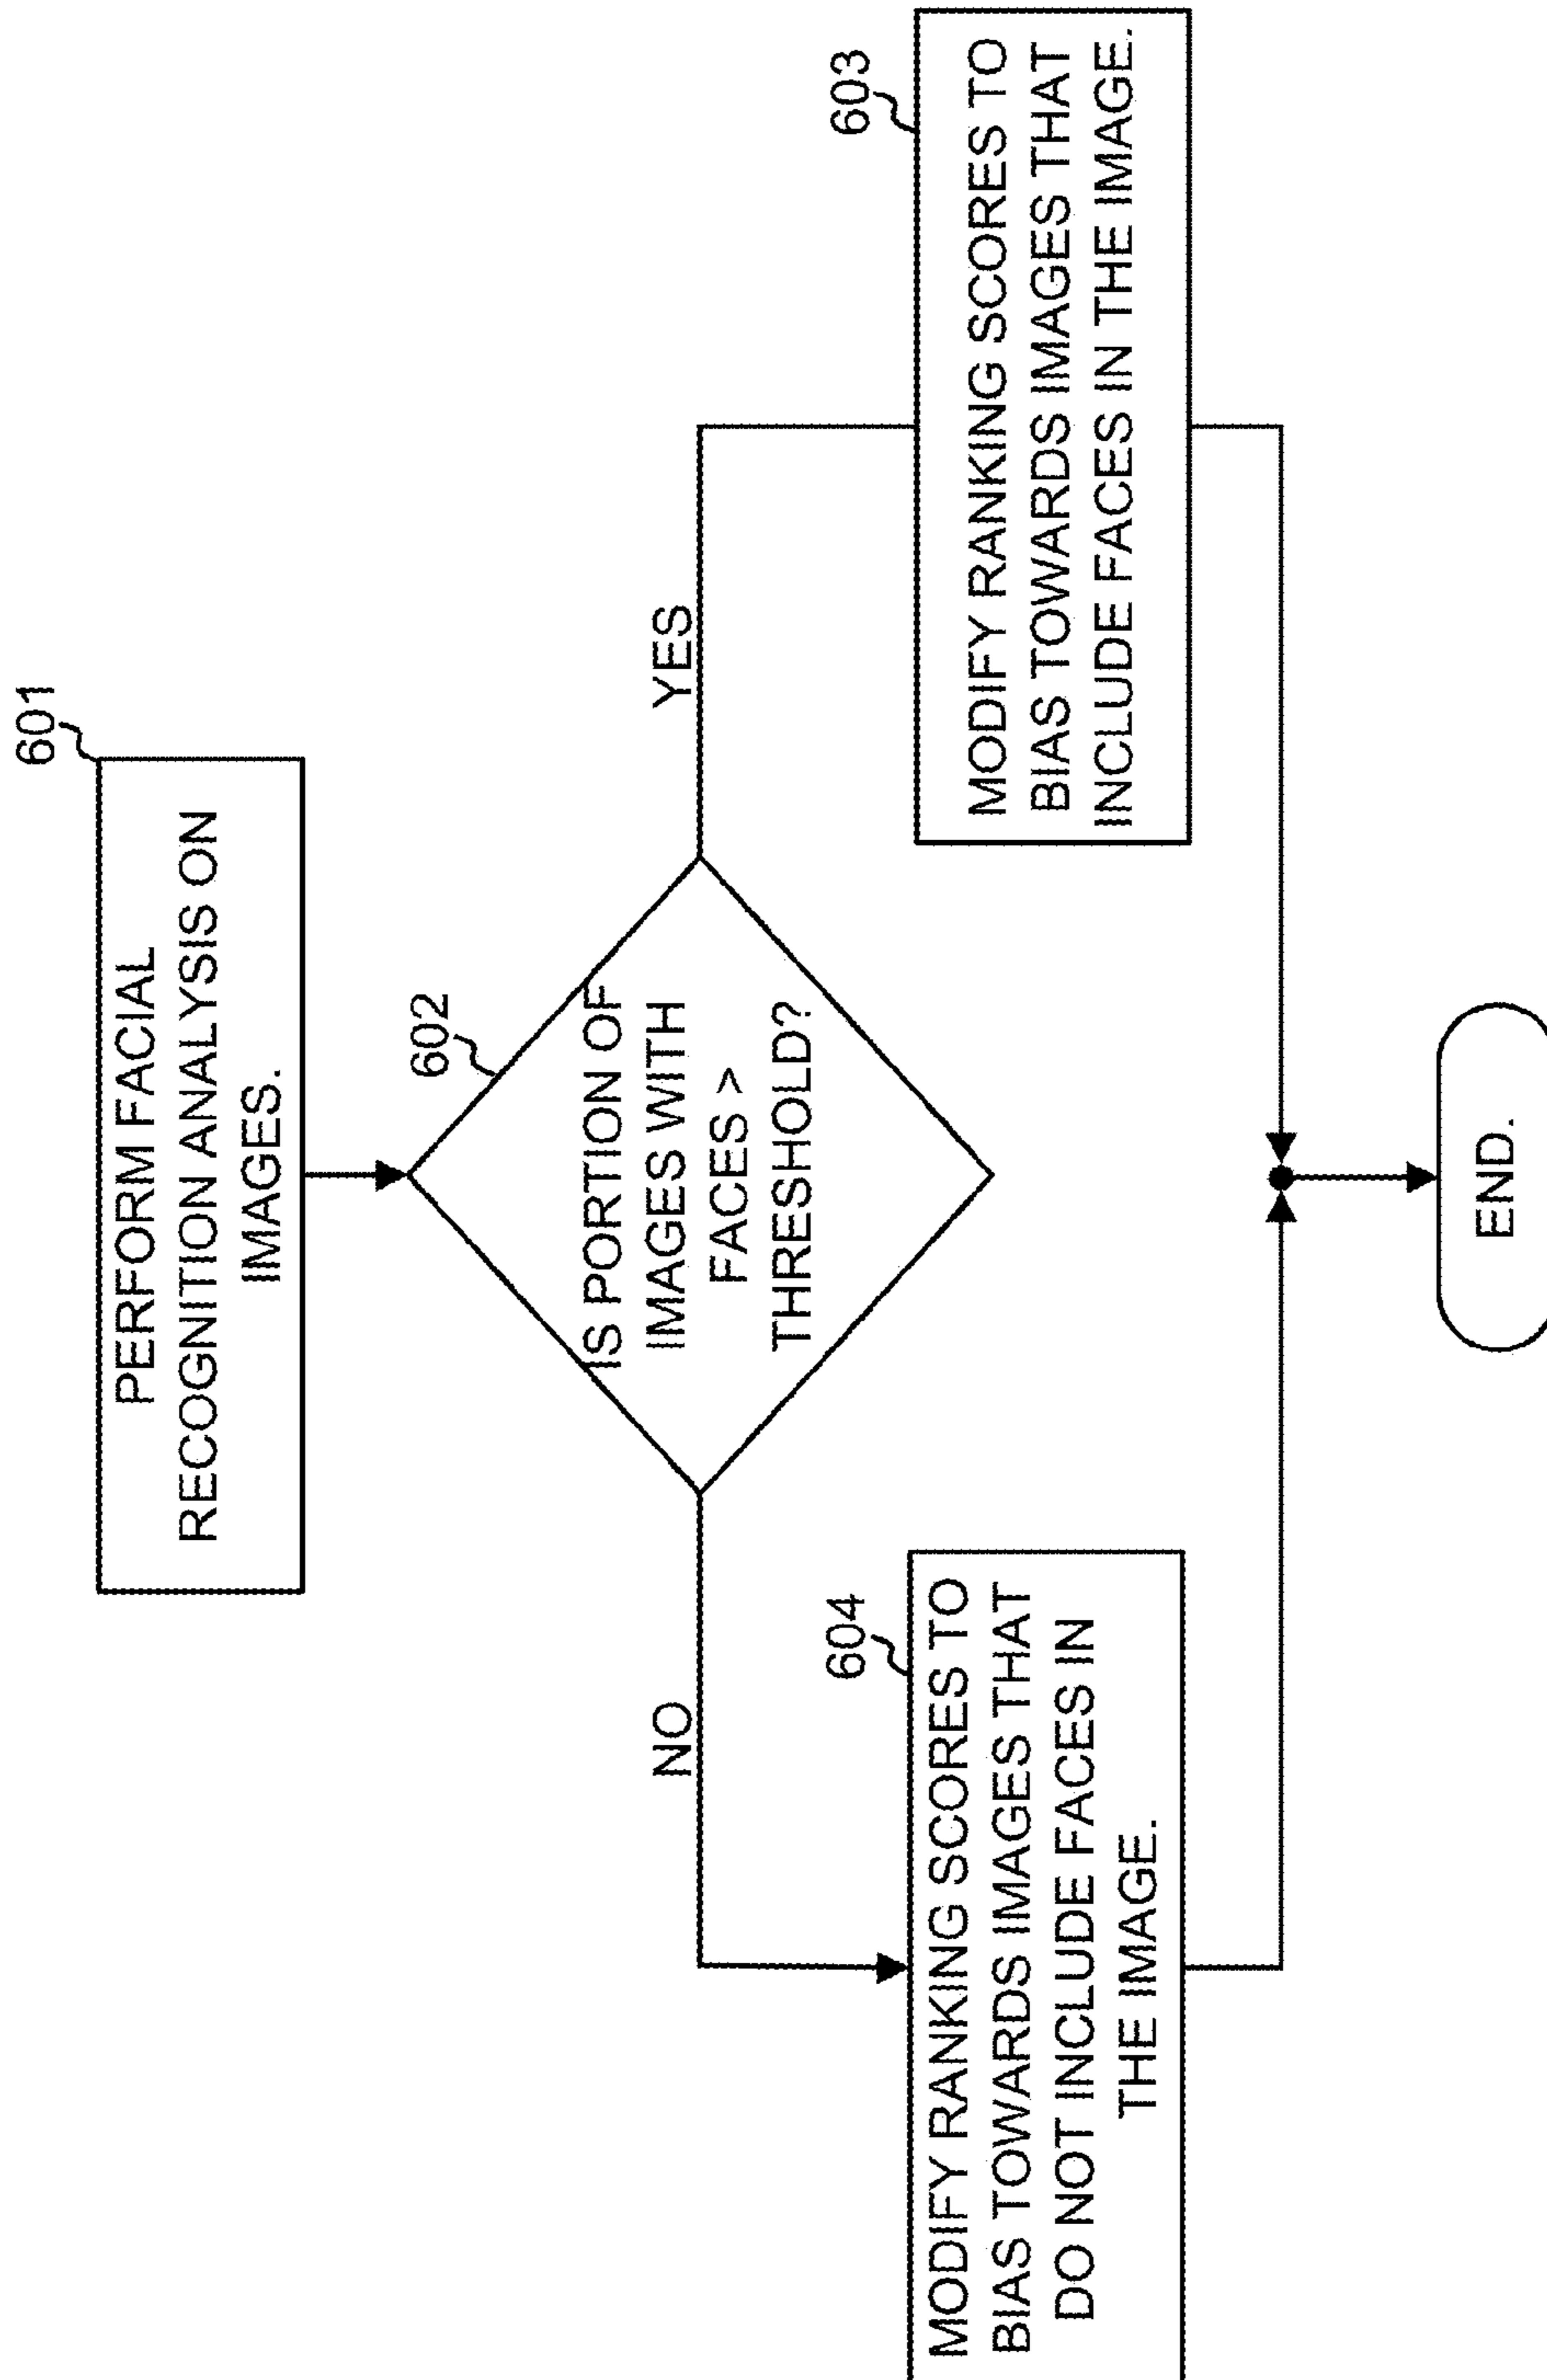 601
PERFORM FACIAL
RECOGNITION ANALYSIS ON
IMAGES.
602
IS PORTION OF
IMAGES WITH
FACES >
THRESHOLD?
NO
YES
604
MODIFY RANKING SCORES TO
BIAS TOWARDS IMAGES THAT
DO NOT INCLUDE FACES IN
THE IMAGE.
603
MODIFY RANKING SCORES TO
BIAS TOWARDS IMAGES THAT
INCLUDE FACES IN THE IMAGE.
END.